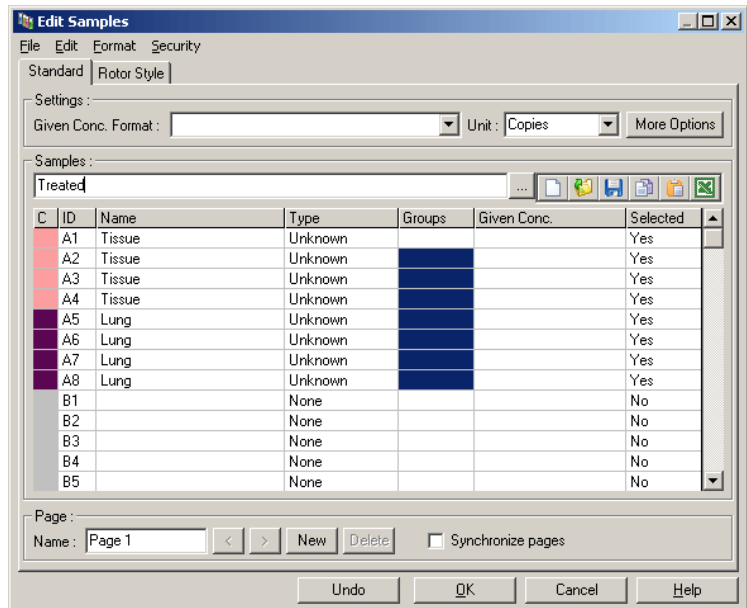 Edit Samples
File Edit Format Security
Standard Rotor Style
Settings :
Given Conc. Format : Unit : Copies More Options
Samples :
Treated ...
C ID Name Type Groups Given Conc. Selected
A1 Tissue Unknown Yes
A2 Tissue Unknown Yes
A3 Tissue Unknown Yes
A4 Tissue Unknown Yes
A5 Lung Unknown Yes
A6 Lung Unknown Yes
A7 Lung Unknown Yes
A8 Lung Unknown Yes
B1 None No
B2 None No
B3 None No
B4 None No
B5 None No
Page :
Name : Page 1 < > New Delete Synchronize pages
Undo OK Cancel Help